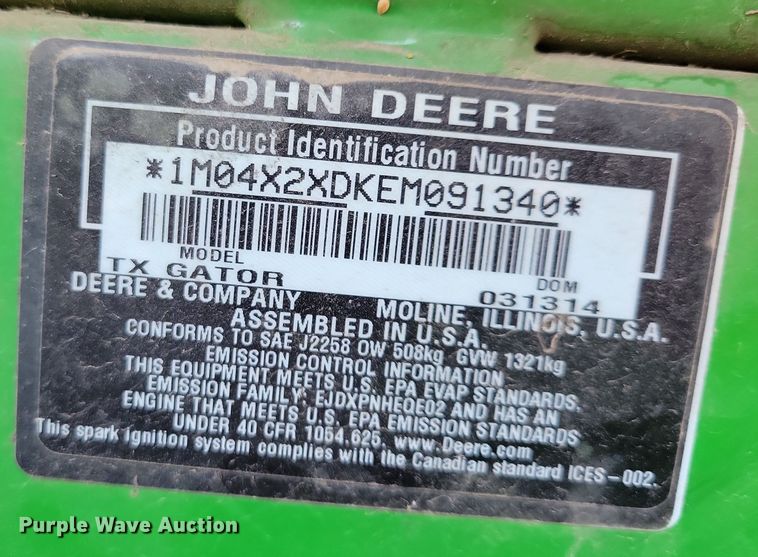 JOHN DEERE
Product Identification Number
*1M04X2XDKEM091340*
MODEL DOM
TX GATOR 031314
DEERE & COMPANY MOLINE, ILLINOIS, U.S.A.
ASSEMBLED IN U.S.A.
CONFORMS TO SAE J2258 OW 508kg GVW 1321kg
EMISSION CONTROL INFORMATION
THIS EQUIPMENT MEETS U.S. EPA EVAP STANDARDS.
EMISSION FAMILY: EJDXPNHEQE02 AND HAS AN
ENGINE THAT MEETS U.S. EPA EMISSION STANDARDS
UNDER 40 CFR 1054.625. www.Deere.com
This spark ignition system complies with the Canadian standard ICES-002.
Purple Wave Auction